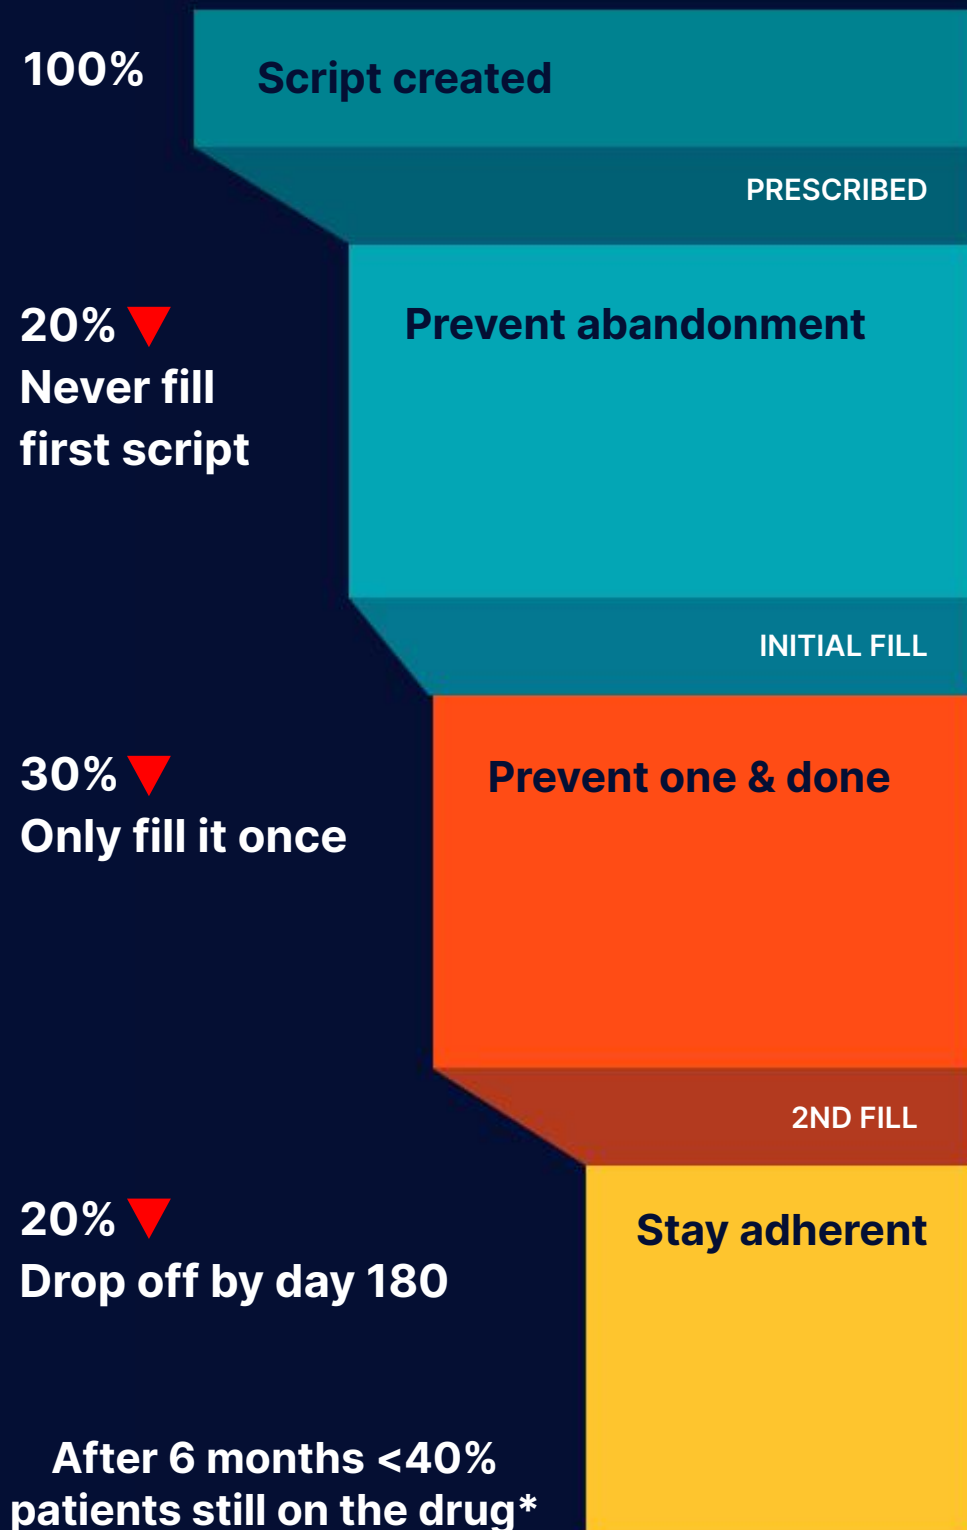 100%
Script created
PRESCRIBED
20%
Never fill
first script
Prevent abandonment
INITIAL FILL
30%
Only fill it once
Prevent one & done
2ND FILL
20%
Drop off by day 180
Stay adherent
After 6 months <40%
patients still on the drug*